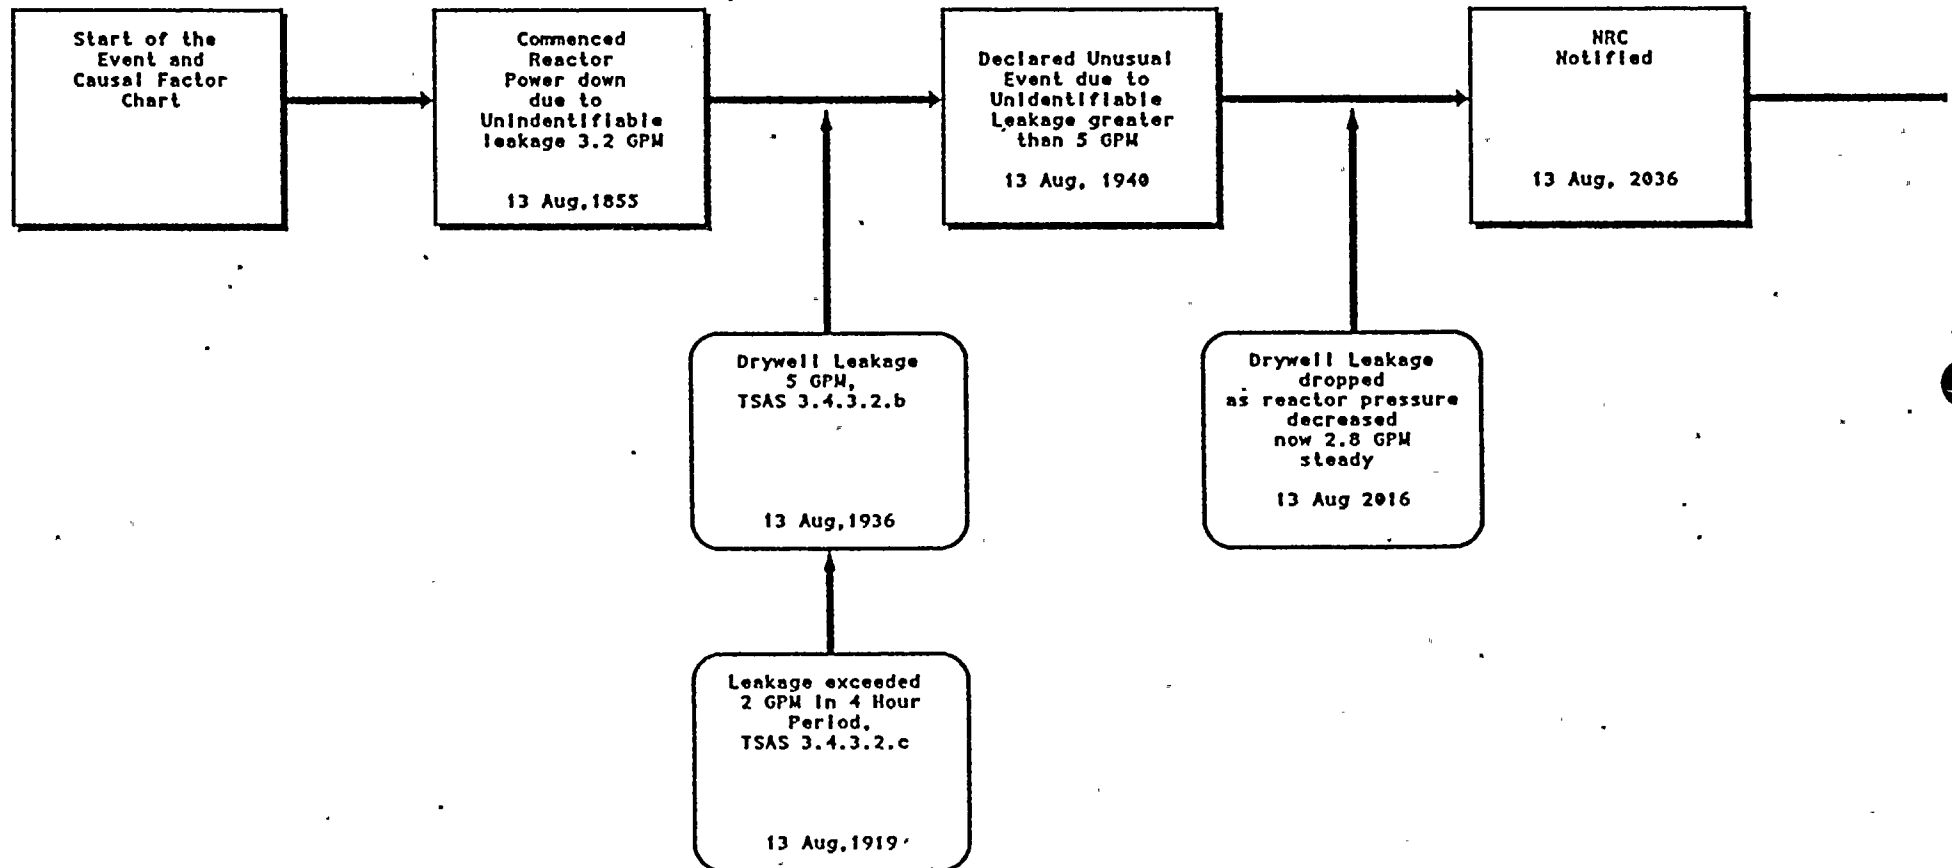 Start of the
Event and
Causal Factor
Chart
Commenced
Reactor
Power down
due to
Unindentifiable
leakage 3.2 GPM
13 Aug,1855
Declared Unusual
Event due to
Unidentifiable
Leakage greater
than 5 GPM
13 Aug, 1940
NRC
Notified
13 Aug, 2036
Drywell Leakage
5 GPM,
TSAS 3.4.3.2.b
13 Aug,1936
Drywell Leakage
dropped
as reactor pressure
decreased
now 2.8 GPM
steady
13 Aug 2016
Leakage exceeded
2 GPM in 4 Hour
Period,
TSAS 3.4.3.2.c
13 Aug,1919